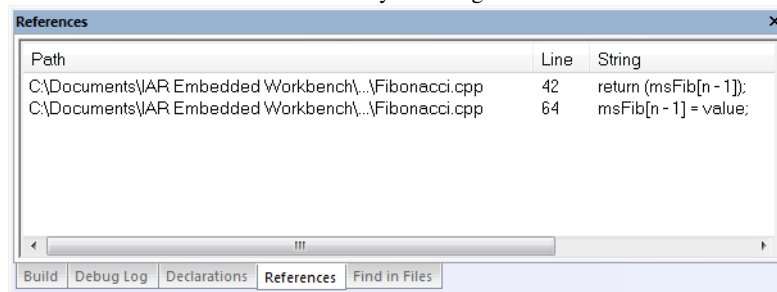 References
Path Line String
C:\Documents\IAR Embedded Workbench\...\Fibonacci.cpp 42 return (msFib[n - 1]);
C:\Documents\IAR Embedded Workbench\...\Fibonacci.cpp 64 msFib[n - 1] = value;
Build Debug Log Declarations References Find in Files